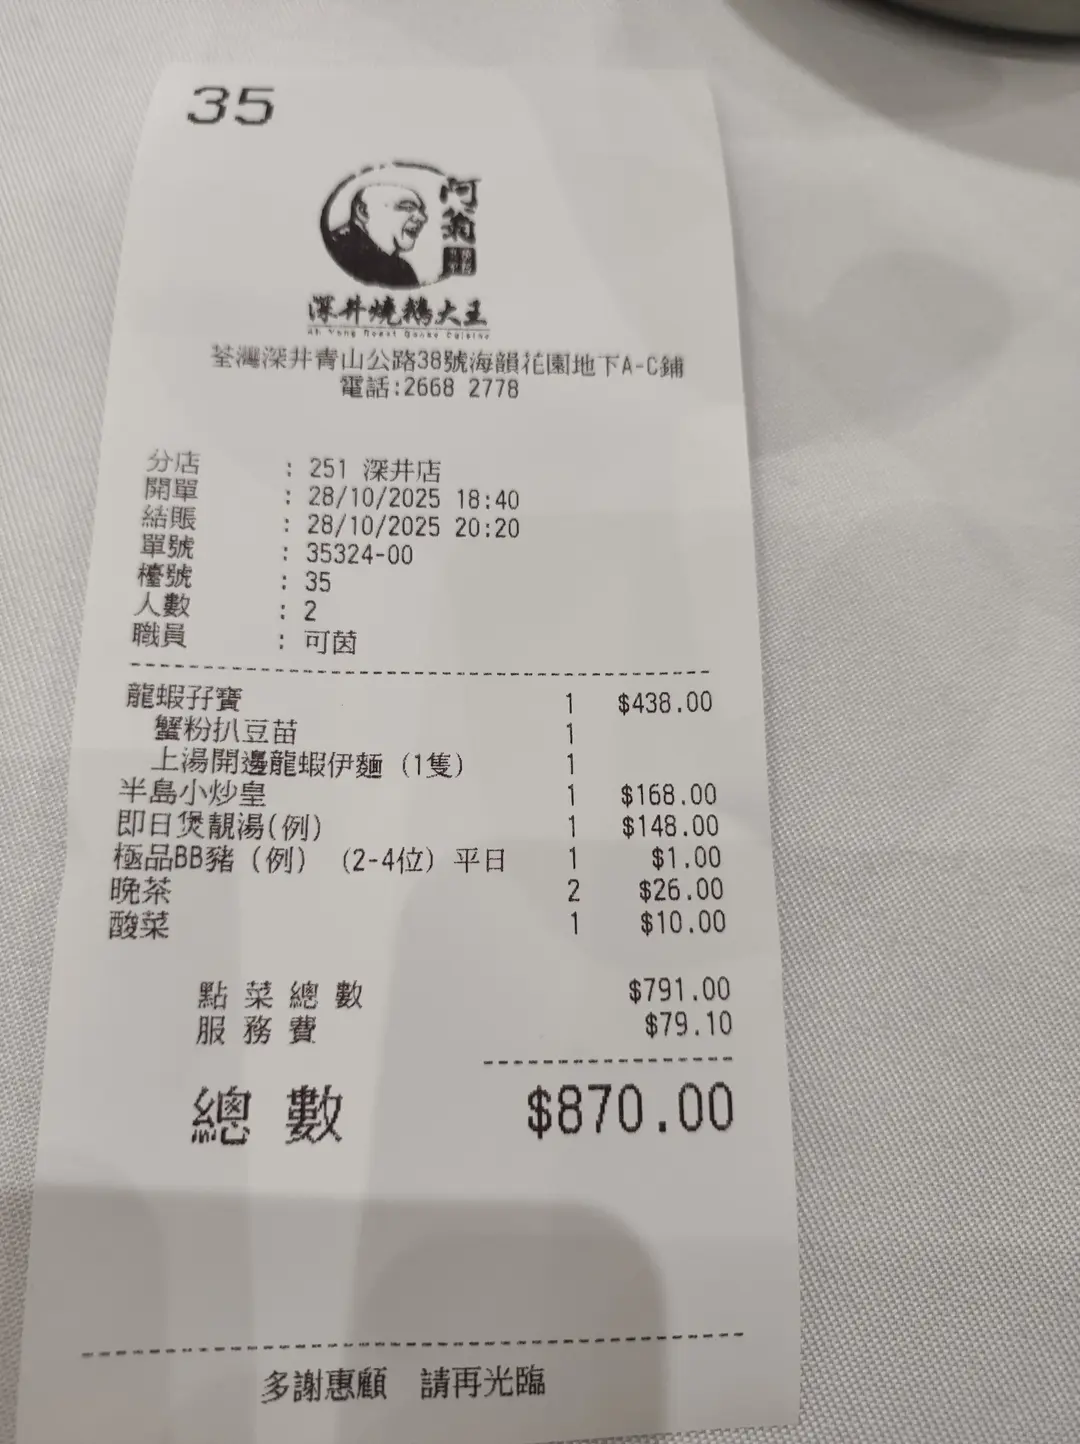 35
阿翁
深井燒鵝大王
Ah Yung Roast Goose Cuisine
荃灣深井青山公路38號海韻花園地下A-C鋪
電話:2668 2778
分店 : 251 深井店
開單 : 28/10/2025 18:40
結賬 : 28/10/2025 20:20
單號 : 35324-00
檯號 : 35
人數 : 2
職員 : 可茵
龍蝦孖寶 1 $438.00
蟹粉扒豆苗 1
上湯開邊龍蝦伊麵 (1隻) 1
半島小炒皇 1 $168.00
即日煲靚湯(例) 1 $148.00
極品BB豬 (例) (2-4位) 平日 1 $1.00
晚茶 2 $26.00
酸菜 1 $10.00
點菜總數 $791.00
服務費 $79.10
總數 $870.00
多謝惠顧 請再光臨